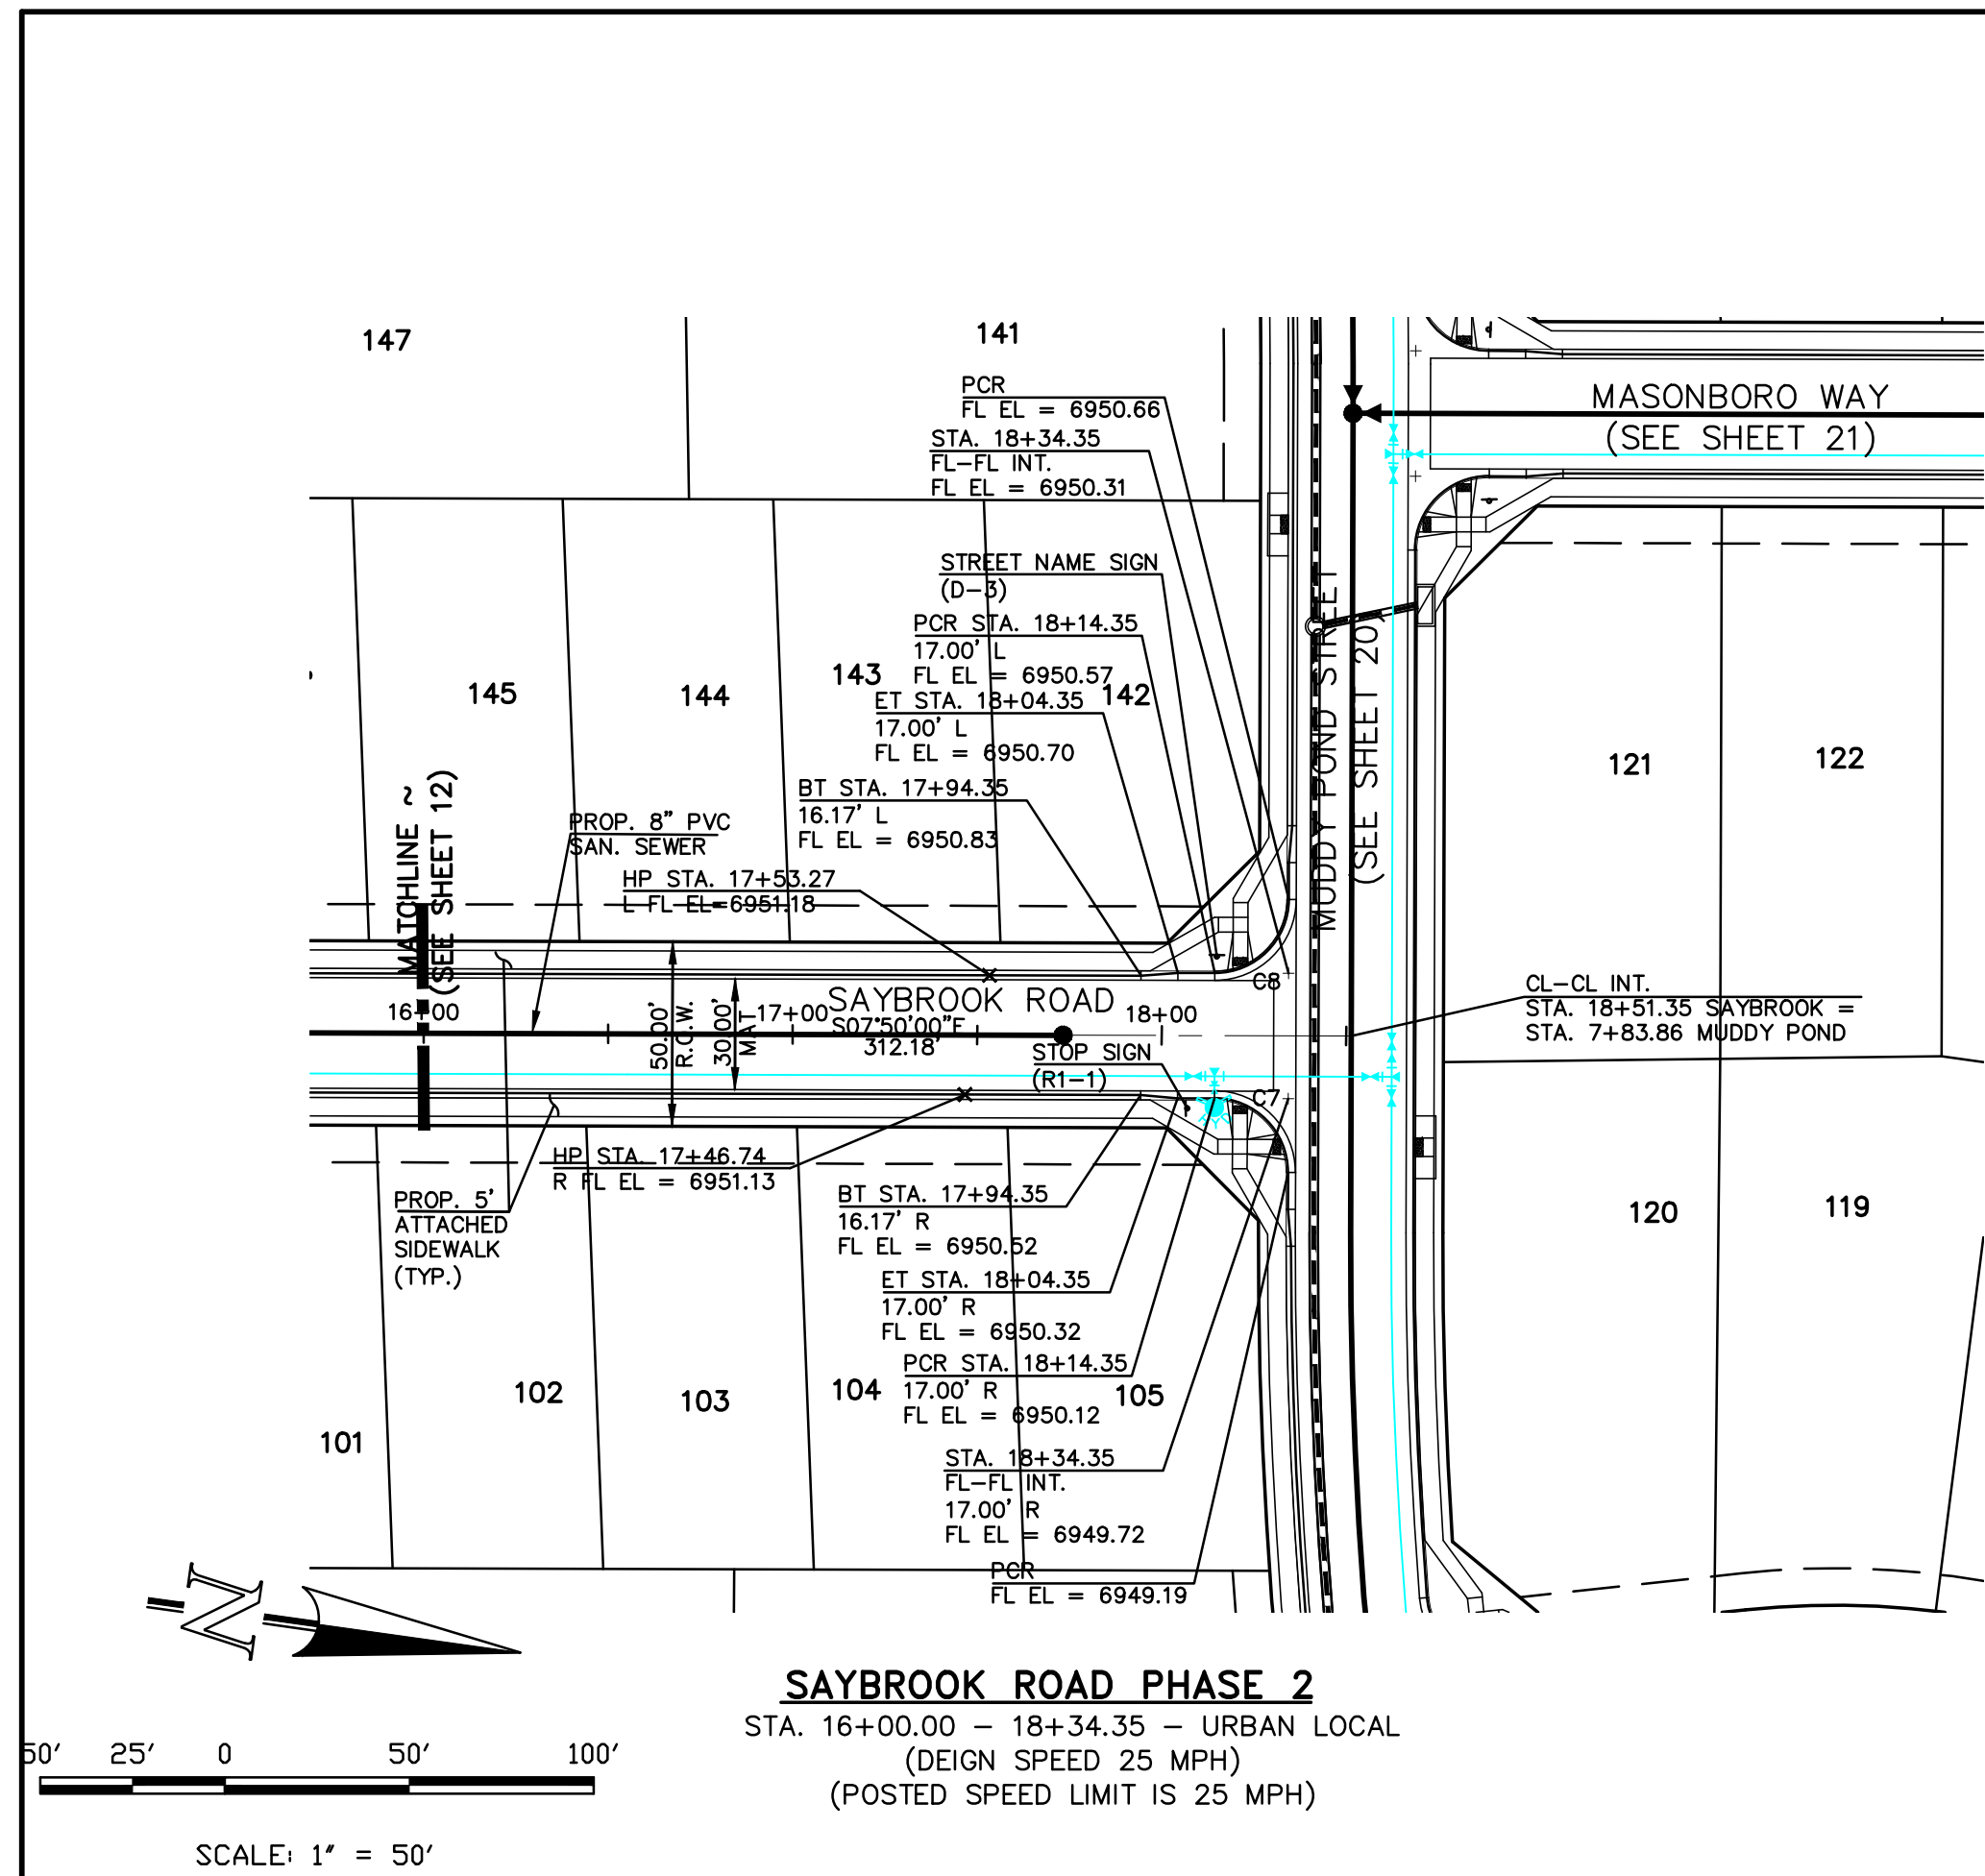 147
141
PCR
FL EL = 6950.66
STA. 18+34.35
FL-FL INT.
FL EL = 6950.31
MASONBORO WAY
(SEE SHEET 21)
STREET NAME SIGN
(D-3)
PCR STA. 18+14.35
17.00' L
FL EL = 6950.57
ET STA. 18+04.35
17.00' L
FL EL = 6950.70
BT STA. 17+94.35
16.17' L
FL EL = 6950.83
145
144
143
142
121
122
MUDDY POND STREET
(SEE SHEET 20)
MATCHLINE ~
(SEE SHEET 12)
PROP. 8" PVC
SAN. SEWER
HP STA. 17+53.27
L FL EL=6951.18
C8
SAYBROOK ROAD
16+00
17+00
18+00
S07°50'00"E
312.18'
50.00'
R.O.W.
30.00'
MAT
CL-CL INT.
STA. 18+51.35 SAYBROOK =
STA. 7+83.86 MUDDY POND
STOP SIGN
(R1-1)
C7
HP STA. 17+46.74
R FL EL = 6951.13
PROP. 5'
ATTACHED
SIDEWALK
(TYP.)
BT STA. 17+94.35
16.17' R
FL EL = 6950.52
ET STA. 18+04.35
17.00' R
FL EL = 6950.32
PCR STA. 18+14.35
17.00' R
FL EL = 6950.12
STA. 18+34.35
FL-FL INT.
17.00' R
FL EL = 6949.72
PCR
FL EL = 6949.19
101
102
103
104
105
120
119
N
SAYBROOK ROAD PHASE 2
STA. 16+00.00 - 18+34.35 - URBAN LOCAL
(DEIGN SPEED 25 MPH)
(POSTED SPEED LIMIT IS 25 MPH)
50' 25' 0 50' 100'
SCALE: 1" = 50'